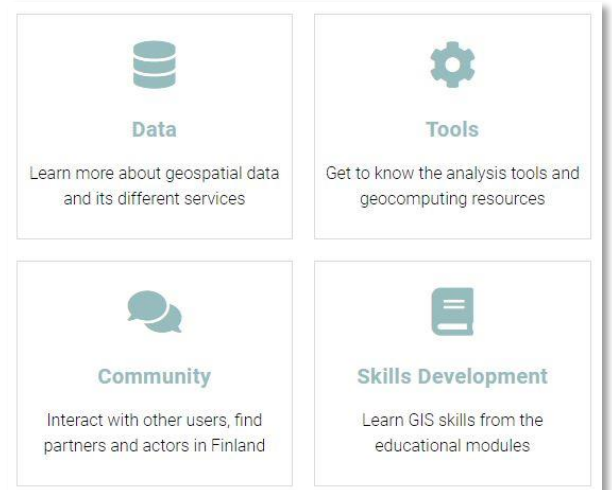 Data
Learn more about geospatial data
and its different services
Tools
Get to know the analysis tools and
geocomputing resources
Community
Interact with other users, find
partners and actors in Finland
Skills Development
Learn GIS skills from the
educational modules